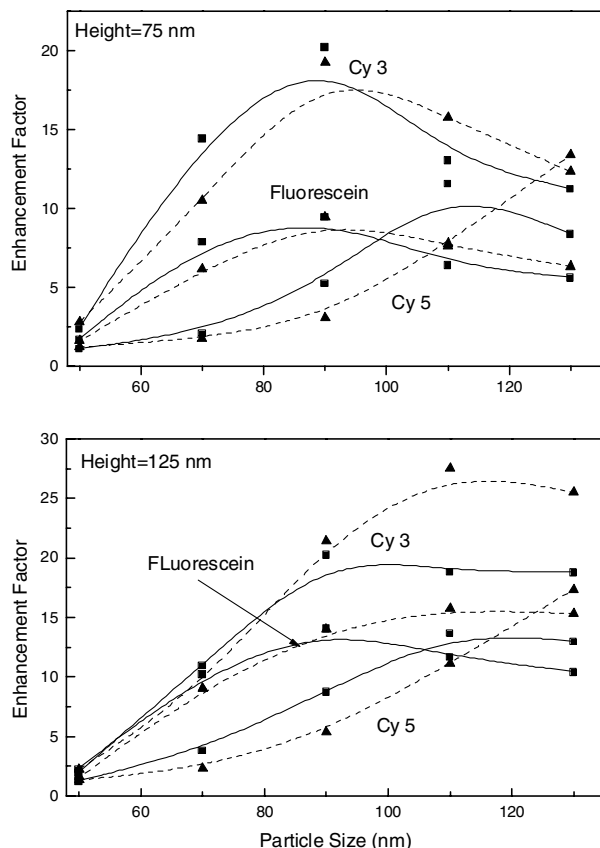 Height=75 nm
Cy 3
Fluorescein
Cy 5
Enhancement Factor
0
5
10
15
20
60
80
100
120
Height=125 nm
Cy 3
FLuorescein
Cy 5
Enhancement Factor
0
5
10
15
20
25
30
60
80
100
120
Particle Size (nm)